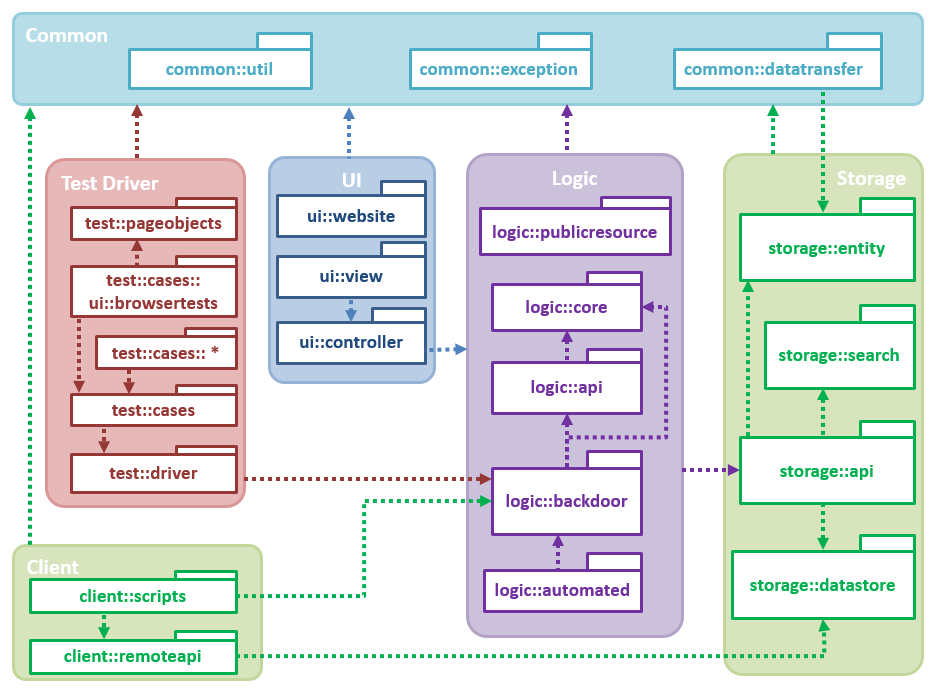 Common
common::util
common::exception
common::datatransfer
Test Driver
test::pageobjects
test::cases::
ui::browsertests
test::cases:: *
test::cases
test::driver
UI
ui::website
ui::view
ui::controller
Logic
logic::publicresource
logic::core
logic::api
logic::backdoor
logic::automated
Storage
storage::entity
storage::search
storage::api
storage::datastore
Client
client::scripts
client::remoteapi